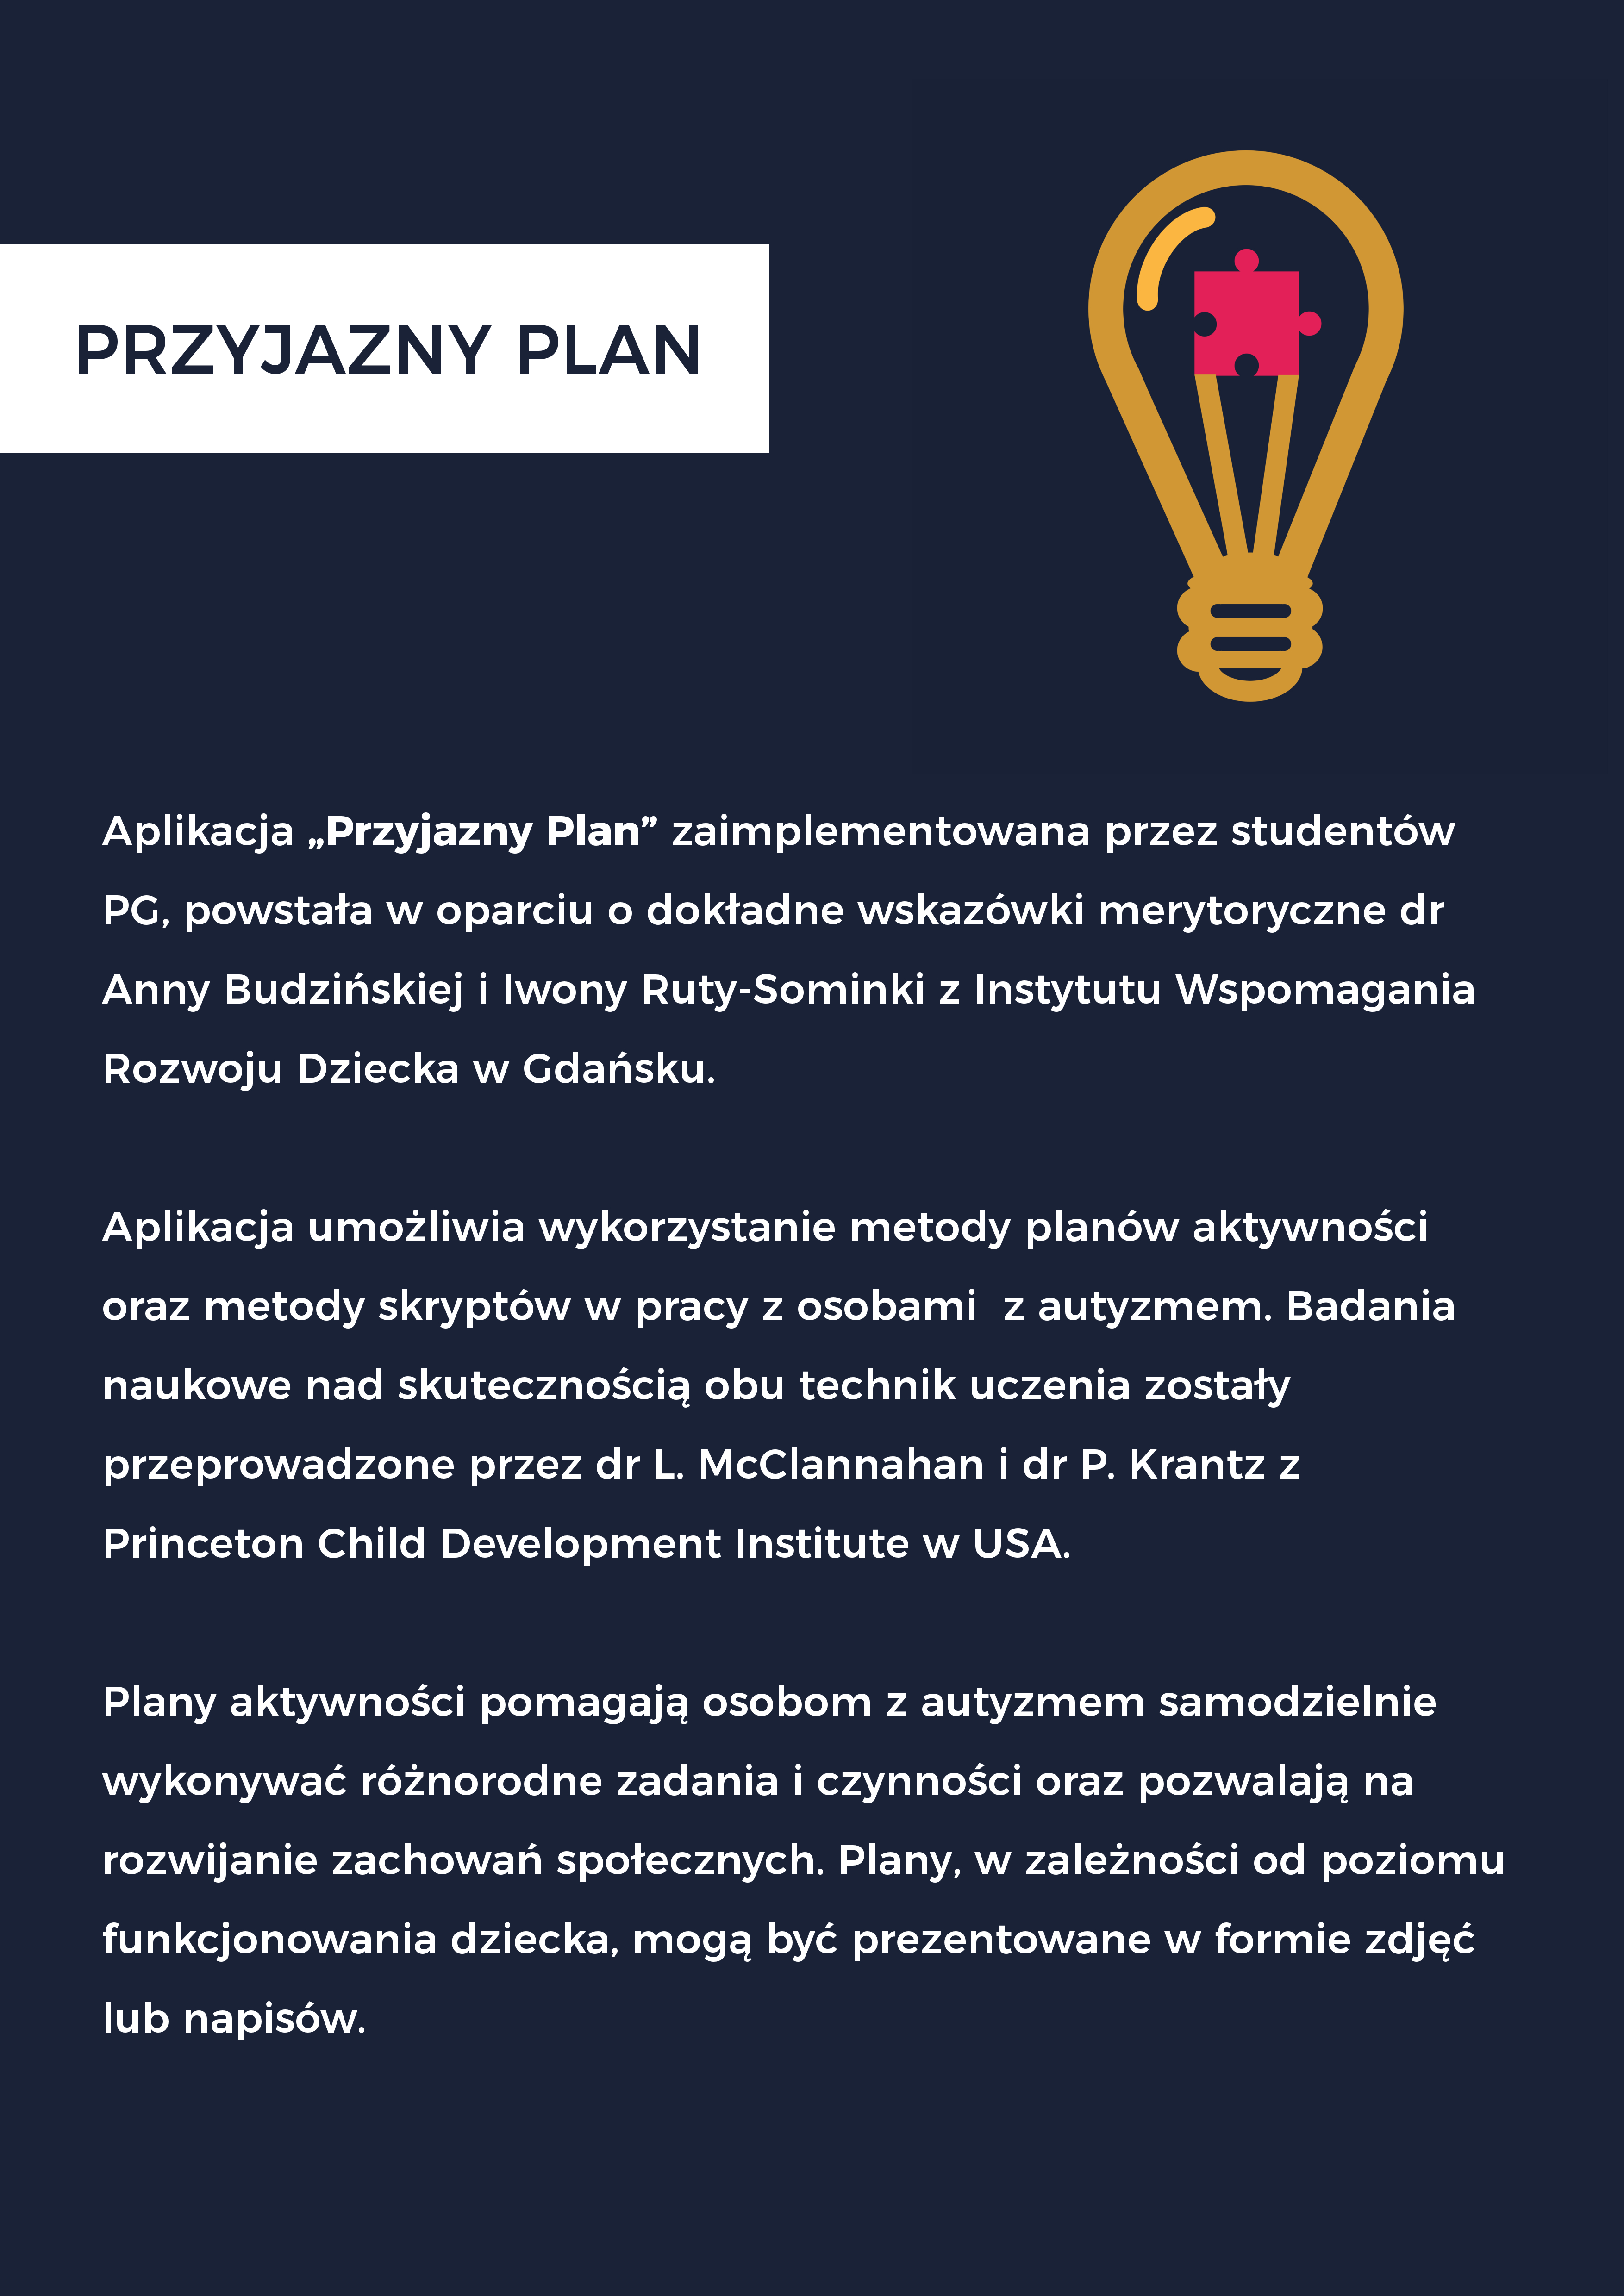 PRZYJAZNY PLAN
Aplikacja „Przyjazny Plan” zaimplementowana przez studentów
PG, powstała w oparciu o dokładne wskazówki merytoryczne dr
Anny Budzińskiej i Iwony Ruty-Sominki z Instytutu Wspomagania
Rozwoju Dziecka w Gdańsku.
Aplikacja umożliwia wykorzystanie metody planów aktywności
oraz metody skryptów w pracy z osobami  z autyzmem. Badania
naukowe nad skutecznością obu technik uczenia zostały
przeprowadzone przez dr L. McClannahan i dr P. Krantz z
Princeton Child Development Institute w USA.
Plany aktywności pomagają osobom z autyzmem samodzielnie
wykonywać różnorodne zadania i czynności oraz pozwalają na
rozwijanie zachowań społecznych. Plany, w zależności od poziomu
funkcjonowania dziecka, mogą być prezentowane w formie zdjęć
lub napisów.